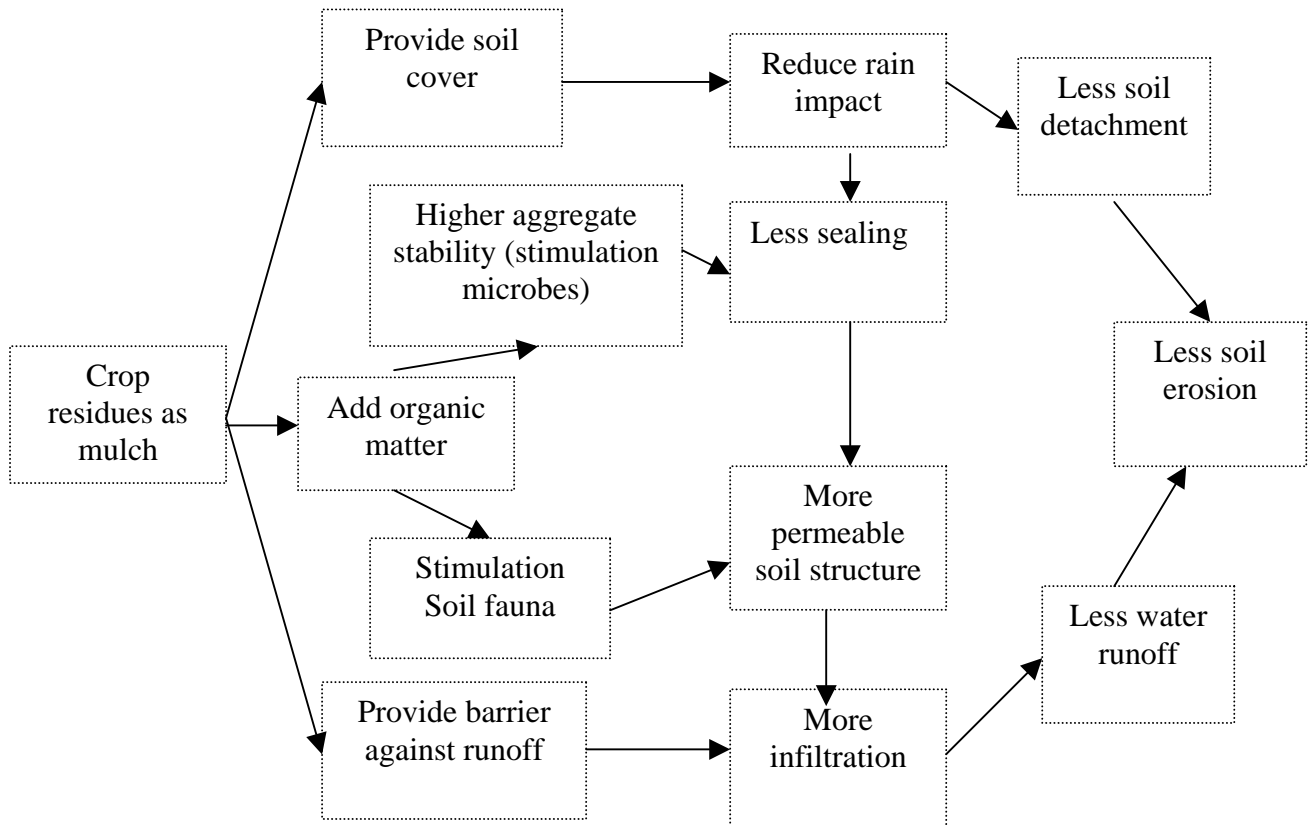 Provide soil
cover
Reduce rain
impact
Less soil
detachment
Higher aggregate
stability (stimulation
microbes)
Less sealing
Crop
residues as
mulch
Add organic
matter
Less soil
erosion
More
permeable
soil structure
Stimulation
Soil fauna
Less water
runoff
Provide barrier
against runoff
More
infiltration